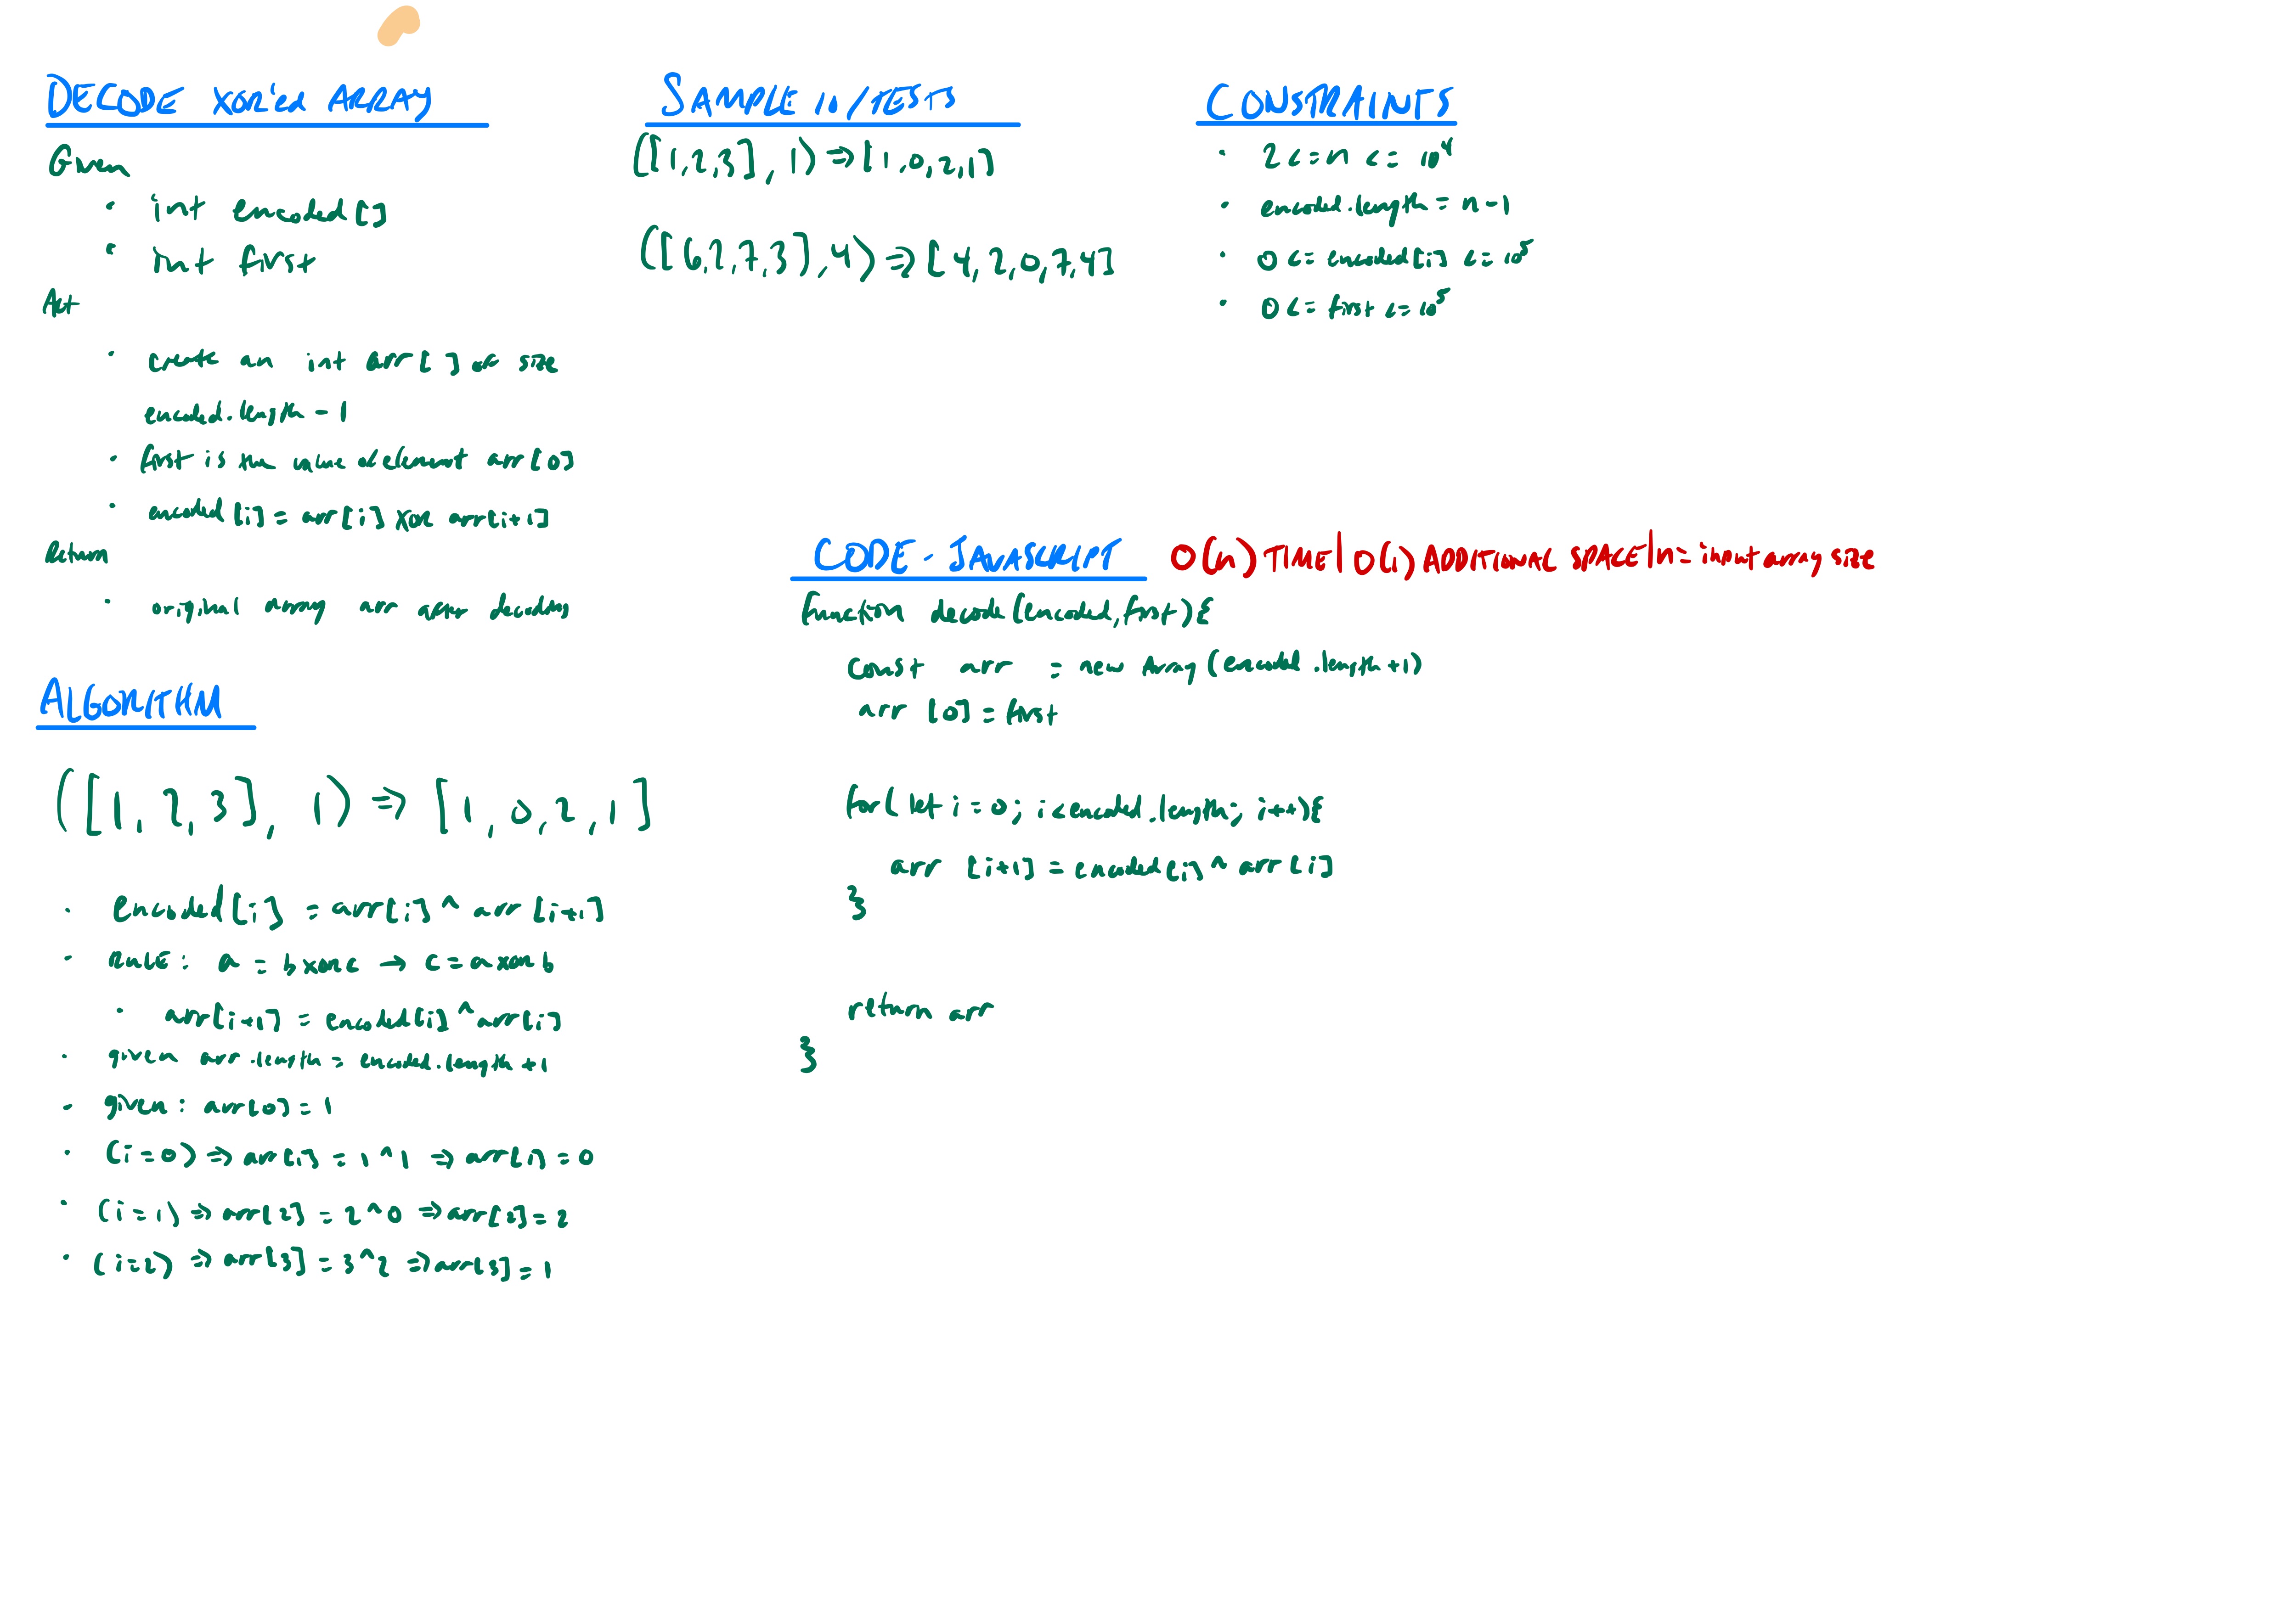 DECODE XOR'ed ARRAY
Given
· int encoded[]
· int first
Act
· create an int arr[] of size
encoded.length - 1
· first is the value of element arr[0]
· encoded[i] = arr[i] XOR arr[i+1]
Return
· original array arr after decoding
ALGORITHM
([1, 2, 3], 1) => [1, 0, 2, 1]
· encoded[i] = arr[i] ^ arr[i+1]
· RULE: a = b xor c → c = a xor b
· arr[i+1] = encoded[i] ^ arr[i]
· given arr.length = encoded.length + 1
- given: arr[0] = 1
· (i=0) => arr[1] = 1^1 => arr[1] = 0
· (i=1) => arr[2] = 2^0 => arr[2] = 2
· (i=2) => arr[3] = 3^2 => arr[3] = 1
SAMPLE IO/TESTS
([1,2,3], 1) => [1,0,2,1]
([6,2,7,3], 4) => [4,2,0,7,4]
CONSTRAINTS
· 2 <= n <= 10⁴
· encoded.length = n-1
· 0 <= encoded[i] <= 10⁵
· 0 <= first <= 10⁵
CODE - JAVASCRIPT O(n) TIME | O(1) ADDITIONAL SPACE | n = input array size
function decode(encoded, first){
const arr = new Array(encoded.length+1)
arr[0] = first
for(let i = 0; i < encoded.length; i++){
arr[i+1] = encoded[i] ^ arr[i]
}
return arr
}